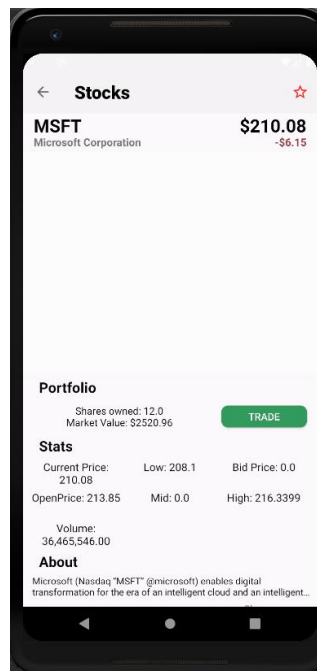 Stocks
MSFT $210.08
Microsoft Corporation -$6.15
Portfolio
Shares owned: 12.0
Market Value: $2520.96
TRADE
Stats
Current Price: 210.08 Low: 208.1 Bid Price: 0.0
OpenPrice: 213.85 Mid: 0.0 High: 216.3399
Volume:
36,465,546.00
About
Microsoft (Nasdaq "MSFT" @microsoft) enables digital
transformation for the era of an intelligent cloud and an intelligent...